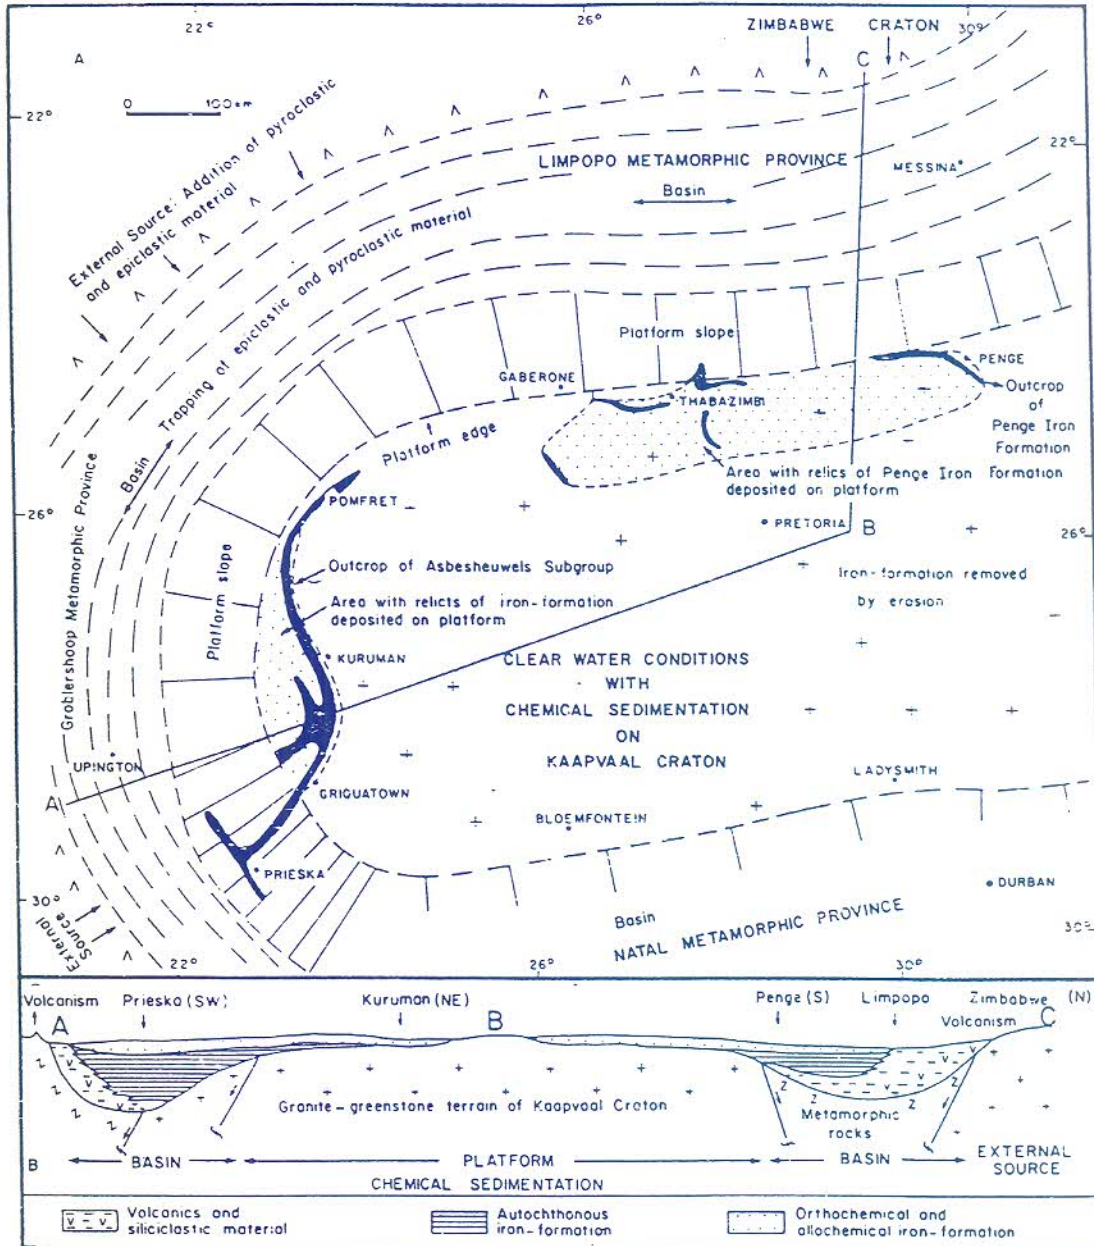 22°
26°
ZIMBABWE CRATON
30°
A
C
0 100 km
22°
22°
External Source: Addition of pyroclastic
and epiclastic material
LIMPOPO METAMORPHIC PROVINCE
MESSINA
Basin
Trapping of epiclastic and pyroclastic material
Platform slope
GABERONE
PENGE
THABAZIMBI
Outcrop
of
Penge Iron
Formation
Platform edge
Area with relics of Penge Iron Formation
deposited on platform
Basin
Groblershoop Metamorphic Province
POMFRET
26°
PRETORIA
B
26°
Platform slope
Outcrop of Asbesheuwels Subgroup
Iron-formation removed
by erosion
Area with relicts of iron-formation
deposited on platform
KURUMAN
CLEAR WATER CONDITIONS
WITH
CHEMICAL SEDIMENTATION
ON
KAAPVAAL CRATON
UPINGTON
A
LADYSMITH
GRIQUATOWN
BLOEMFONTEIN
PRIESKA
DURBAN
30°
External
Source
Basin
NATAL METAMORPHIC PROVINCE
30°
22°
26°
30°
Volcanism Prieska (SW) Kuruman (NE) Penge (S) Limpopo Zimbabwe (N)
A B Volcanism C
Granite-greenstone terrain of Kaapvaal Craton
Metamorphic
rocks
B BASIN PLATFORM BASIN EXTERNAL
SOURCE
CHEMICAL SEDIMENTATION
Volcanics and
siliciclastic material
Autochthonous
iron-formation
Orthochemical and
allochemical iron-formation